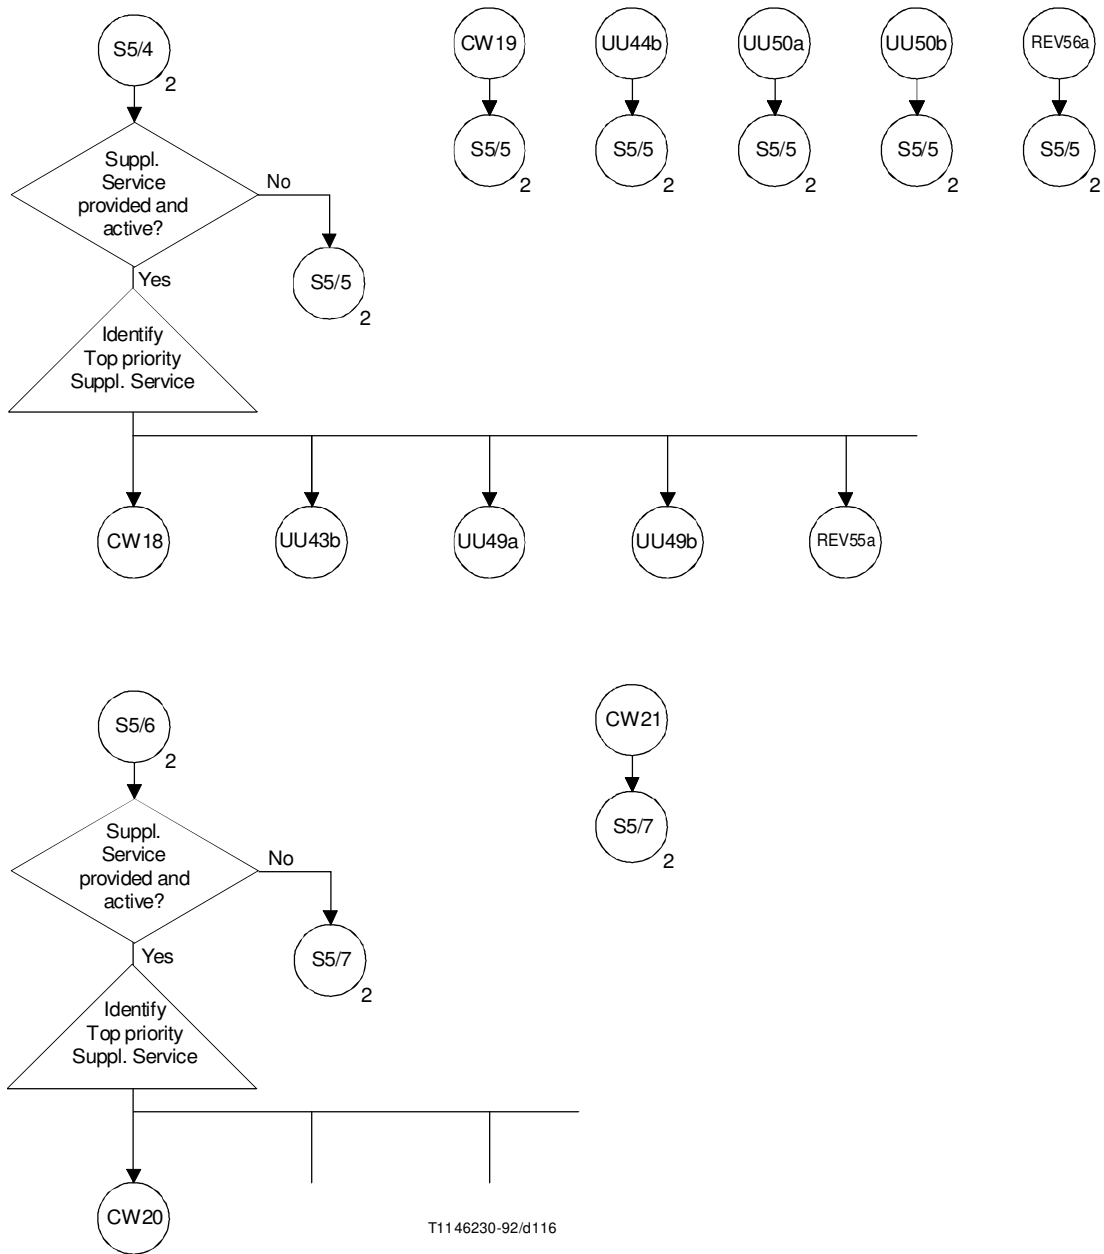 S5/4
2
CW19
UU44b
UU50a
UU50b
REV56a
S5/5
2
S5/5
2
S5/5
2
S5/5
2
S5/5
2
Suppl.
Service
provided and
active?
No
S5/5
2
Yes
Identify
Top priority
Suppl. Service
CW18
UU43b
UU49a
UU49b
REV55a
S5/6
2
CW21
S5/7
2
Suppl.
Service
provided and
active?
No
S5/7
2
Yes
Identify
Top priority
Suppl. Service
CW20
T1146230-92/d116